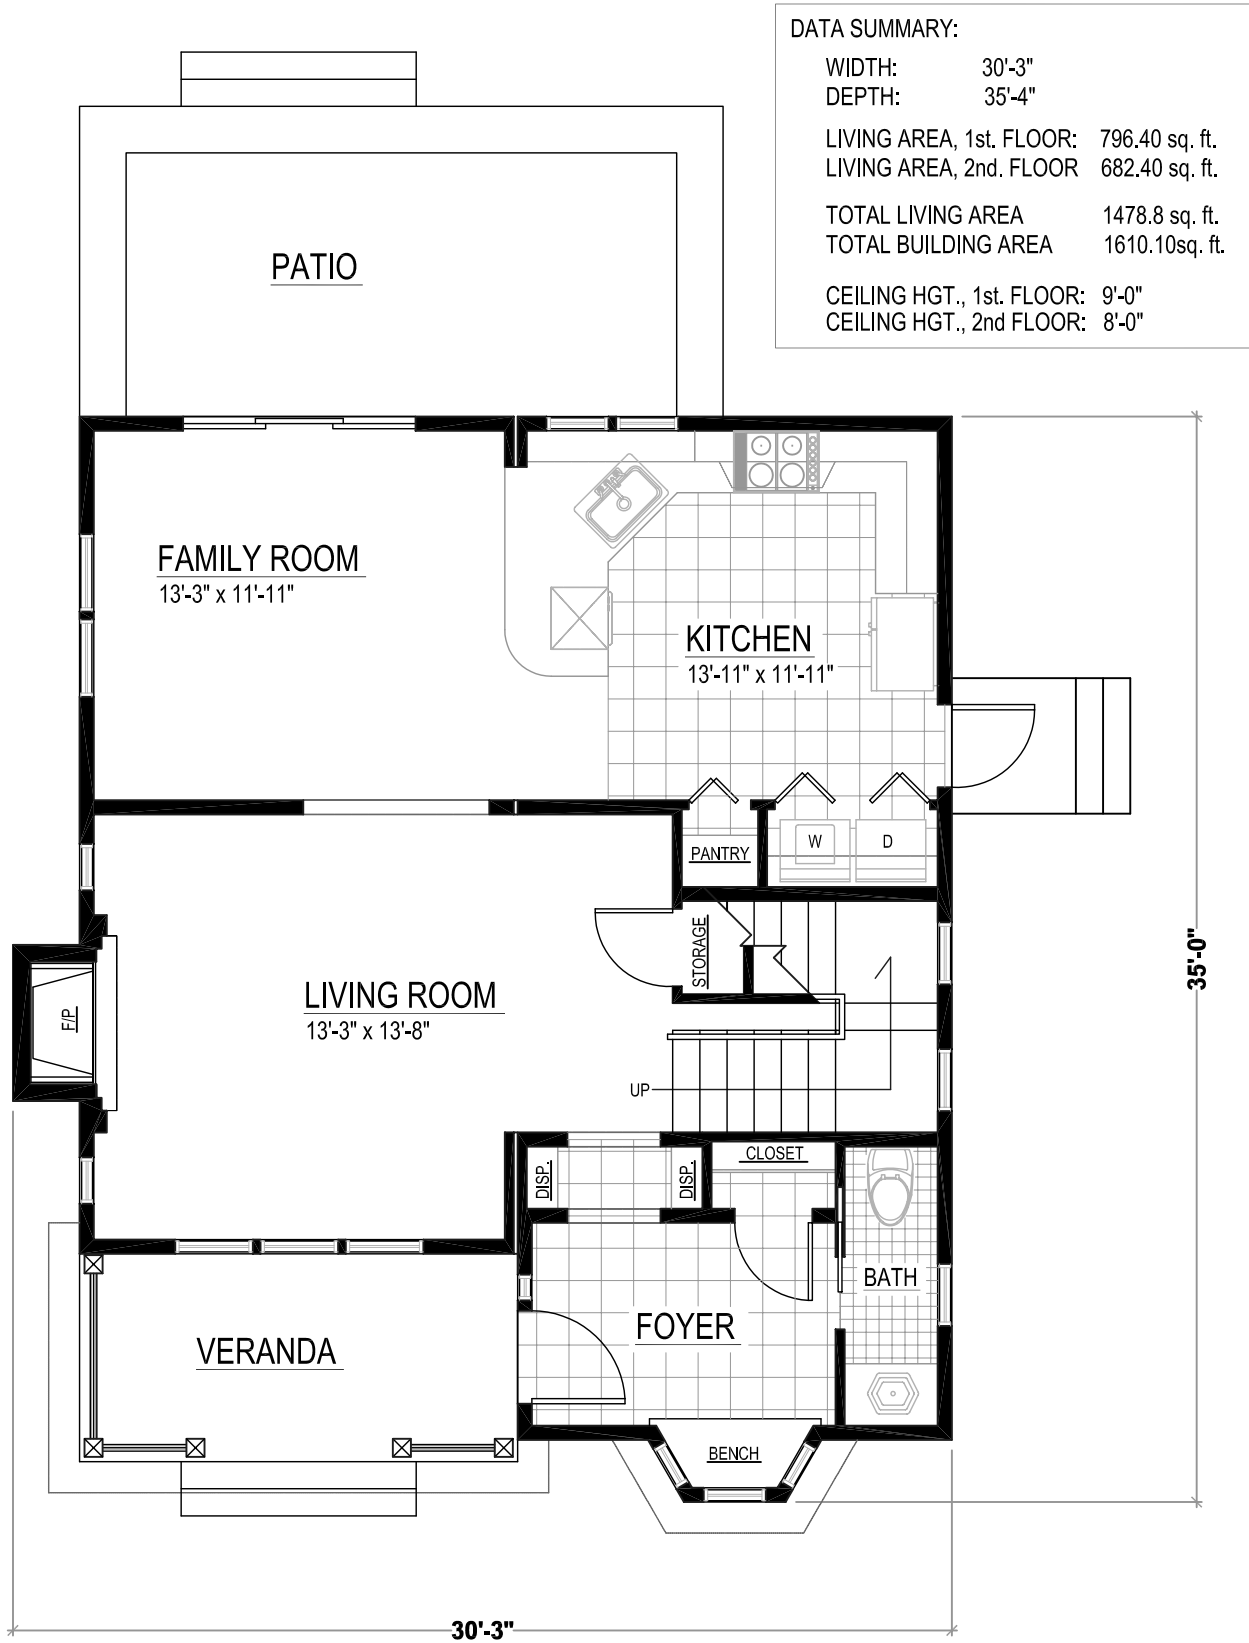 DATA SUMMARY:
WIDTH: 30'-3"
DEPTH: 35'-4"
LIVING AREA, 1st. FLOOR: 796.40 sq. ft.
LIVING AREA, 2nd. FLOOR 682.40 sq. ft.
TOTAL LIVING AREA 1478.8 sq. ft.
TOTAL BUILDING AREA 1610.10sq. ft.
CEILING HGT., 1st. FLOOR: 9'-0"
CEILING HGT., 2nd FLOOR: 8'-0"
PATIO
FAMILY ROOM
13'-3" x 11'-11"
KITCHEN
13'-11" x 11'-11"
PANTRY
W
D
STORAGE
35'-0"
LIVING ROOM
13'-3" x 13'-8"
F/P
UP
DISP.
DISP.
CLOSET
BATH
FOYER
VERANDA
BENCH
30'-3"